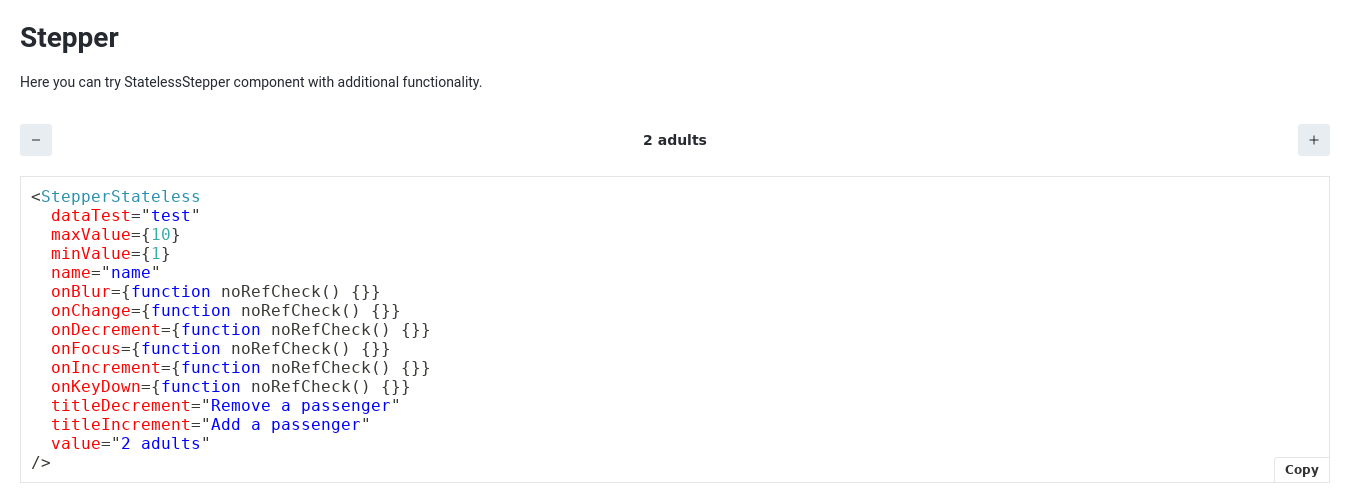 Stepper
Here you can try StatelessStepper component with additional functionality.
− 2 adults +
<StepperStateless
  dataTest="test"
  maxValue={10}
  minValue={1}
  name="name"
  onBlur={function noRefCheck() {}}
  onChange={function noRefCheck() {}}
  onDecrement={function noRefCheck() {}}
  onFocus={function noRefCheck() {}}
  onIncrement={function noRefCheck() {}}
  onKeyDown={function noRefCheck() {}}
  titleDecrement="Remove a passenger"
  titleIncrement="Add a passenger"
  value="2 adults"
/>
Copy